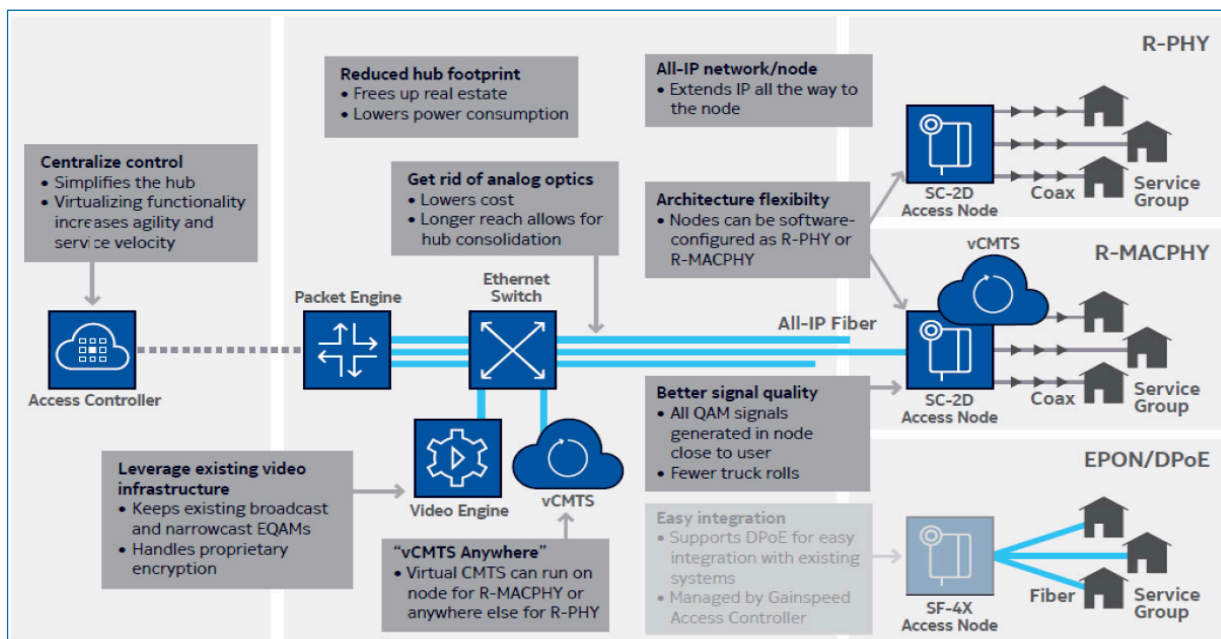 Reduced hub footprint
• Frees up real estate
• Lowers power consumption
All-IP network/node
• Extends IP all the way to
the node
R-PHY
Centralize control
• Simplifies the hub
• Virtualizing functionality
increases agility and
service velocity
Get rid of analog optics
• Lowers cost
• Longer reach allows for
hub consolidation
Architecture flexibilty
• Nodes can be software-
configured as R-PHY or
R-MACPHY
SC-2D
Access Node
Coax
Service
Group
vCMTS
R-MACPHY
Access Controller
Packet Engine
Ethernet
Switch
All-IP Fiber
SC-2D
Access Node
Coax
Service
Group
Better signal quality
• All QAM signals
generated in node
close to user
• Fewer truck rolls
Leverage existing video
infrastructure
• Keeps existing broadcast
and narrowcast EQAMs
• Handles proprietary
encryption
Video Engine
vCMTS
“vCMTS Anywhere”
• Virtual CMTS can run on
node for R-MACPHY or
anywhere else for R-PHY
EPON/DPoE
Easy integration
• Supports DPoE for easy
integration with existing
systems
• Managed by Gainspeed
Access Controller
SF-4X
Access Node
Fiber
Service
Group